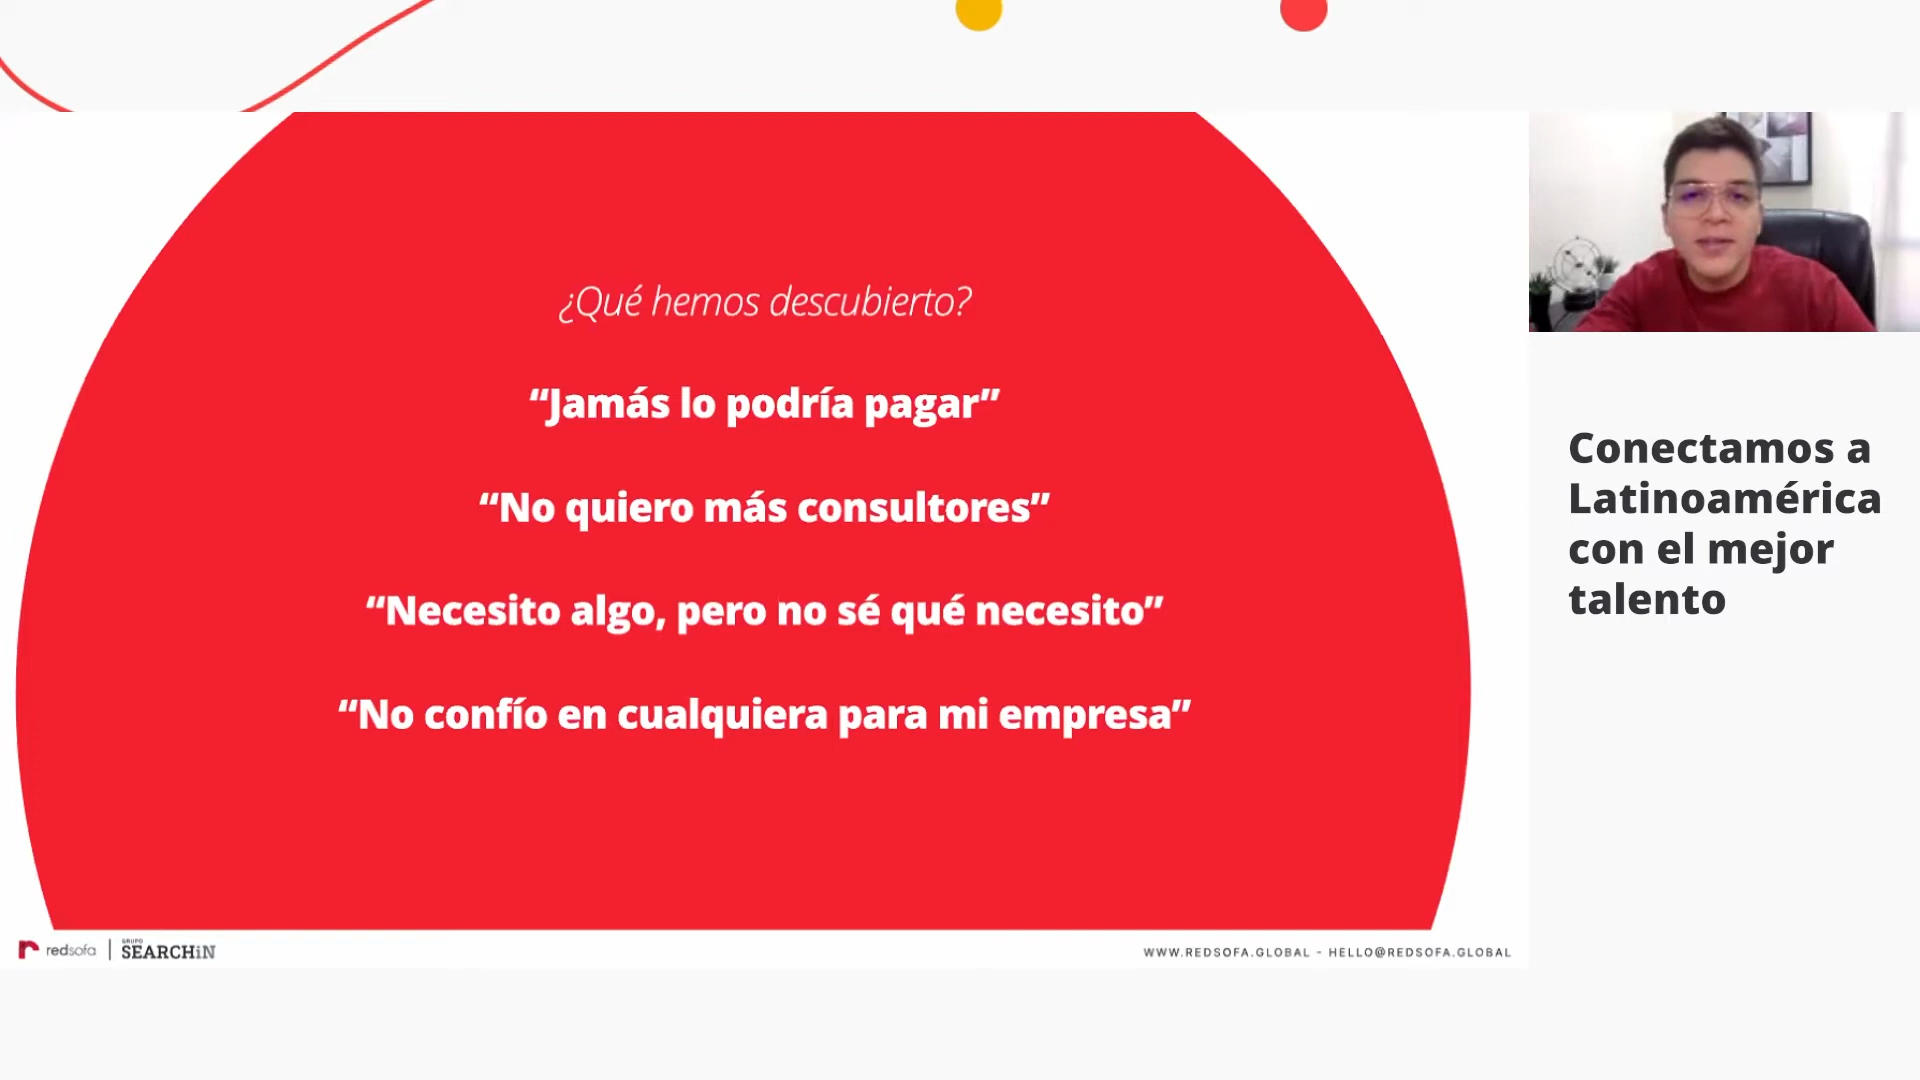 ¿Qué hemos descubierto?
“Jamás lo podría pagar”
“No quiero más consultores”
“Necesito algo, pero no sé qué necesito”
“No confío en cualquiera para mi empresa”
Conectamos a
Latinoamérica
con el mejor
talento
redsofa
GRUPO
SEARCHiN
WWW.REDSOFA.GLOBAL - HELLO@REDSOFA.GLOBAL